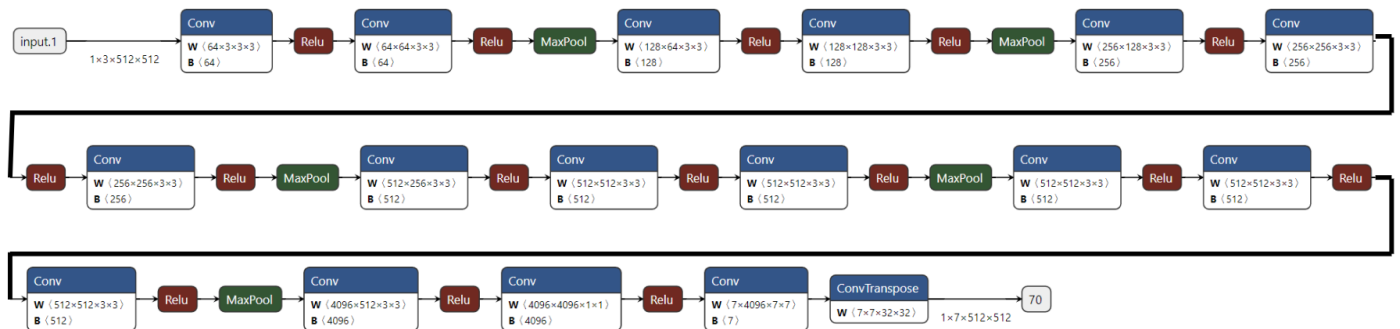 input.1
1×3×512×512
Conv
W ⟨64×3×3×3⟩
B ⟨64⟩
Relu
Conv
W ⟨64×64×3×3⟩
B ⟨64⟩
Relu
MaxPool
Conv
W ⟨128×64×3×3⟩
B ⟨128⟩
Relu
Conv
W ⟨128×128×3×3⟩
B ⟨128⟩
Relu
MaxPool
Conv
W ⟨256×128×3×3⟩
B ⟨256⟩
Relu
Conv
W ⟨256×256×3×3⟩
B ⟨256⟩
Relu
Conv
W ⟨256×256×3×3⟩
B ⟨256⟩
Relu
MaxPool
Conv
W ⟨512×256×3×3⟩
B ⟨512⟩
Relu
Conv
W ⟨512×512×3×3⟩
B ⟨512⟩
Relu
Conv
W ⟨512×512×3×3⟩
B ⟨512⟩
Relu
MaxPool
Conv
W ⟨512×512×3×3⟩
B ⟨512⟩
Relu
Conv
W ⟨512×512×3×3⟩
B ⟨512⟩
Relu
Conv
W ⟨512×512×3×3⟩
B ⟨512⟩
Relu
MaxPool
Conv
W ⟨4096×512×3×3⟩
B ⟨4096⟩
Relu
Conv
W ⟨4096×4096×1×1⟩
B ⟨4096⟩
Relu
Conv
W ⟨7×4096×7×7⟩
B ⟨7⟩
ConvTranspose
W ⟨7×7×32×32⟩
1×7×512×512
70